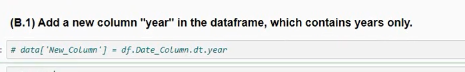 (B.1) Add a new column "year" in the dataframe, which contains years only.
# data['New_Column'] = df.Date_Column.dt.year